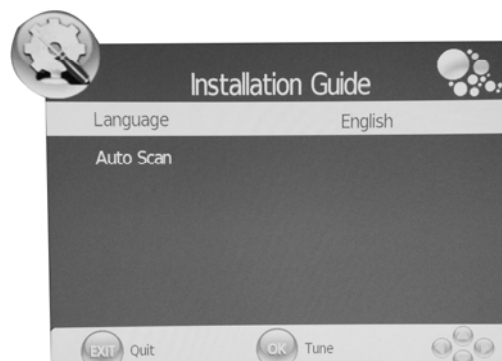 Installation Guide
Language English
Auto Scan
EXIT Quit OK Tune